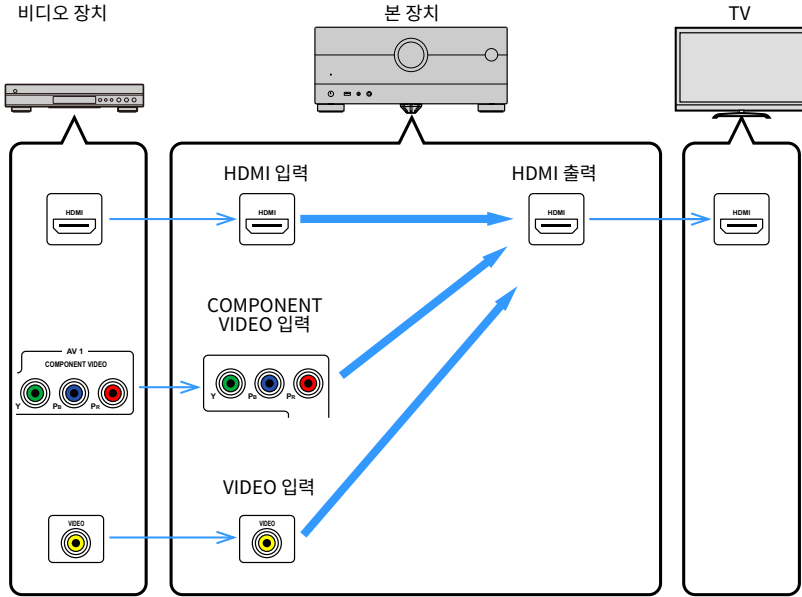 비디오 장치
본 장치
TV
HDMI 입력
HDMI 출력
HDMI
HDMI
HDMI
HDMI
COMPONENT
VIDEO 입력
AV 1
COMPONENT VIDEO
Y
PB
PR
Y
PB
PR
VIDEO 입력
VIDEO
VIDEO